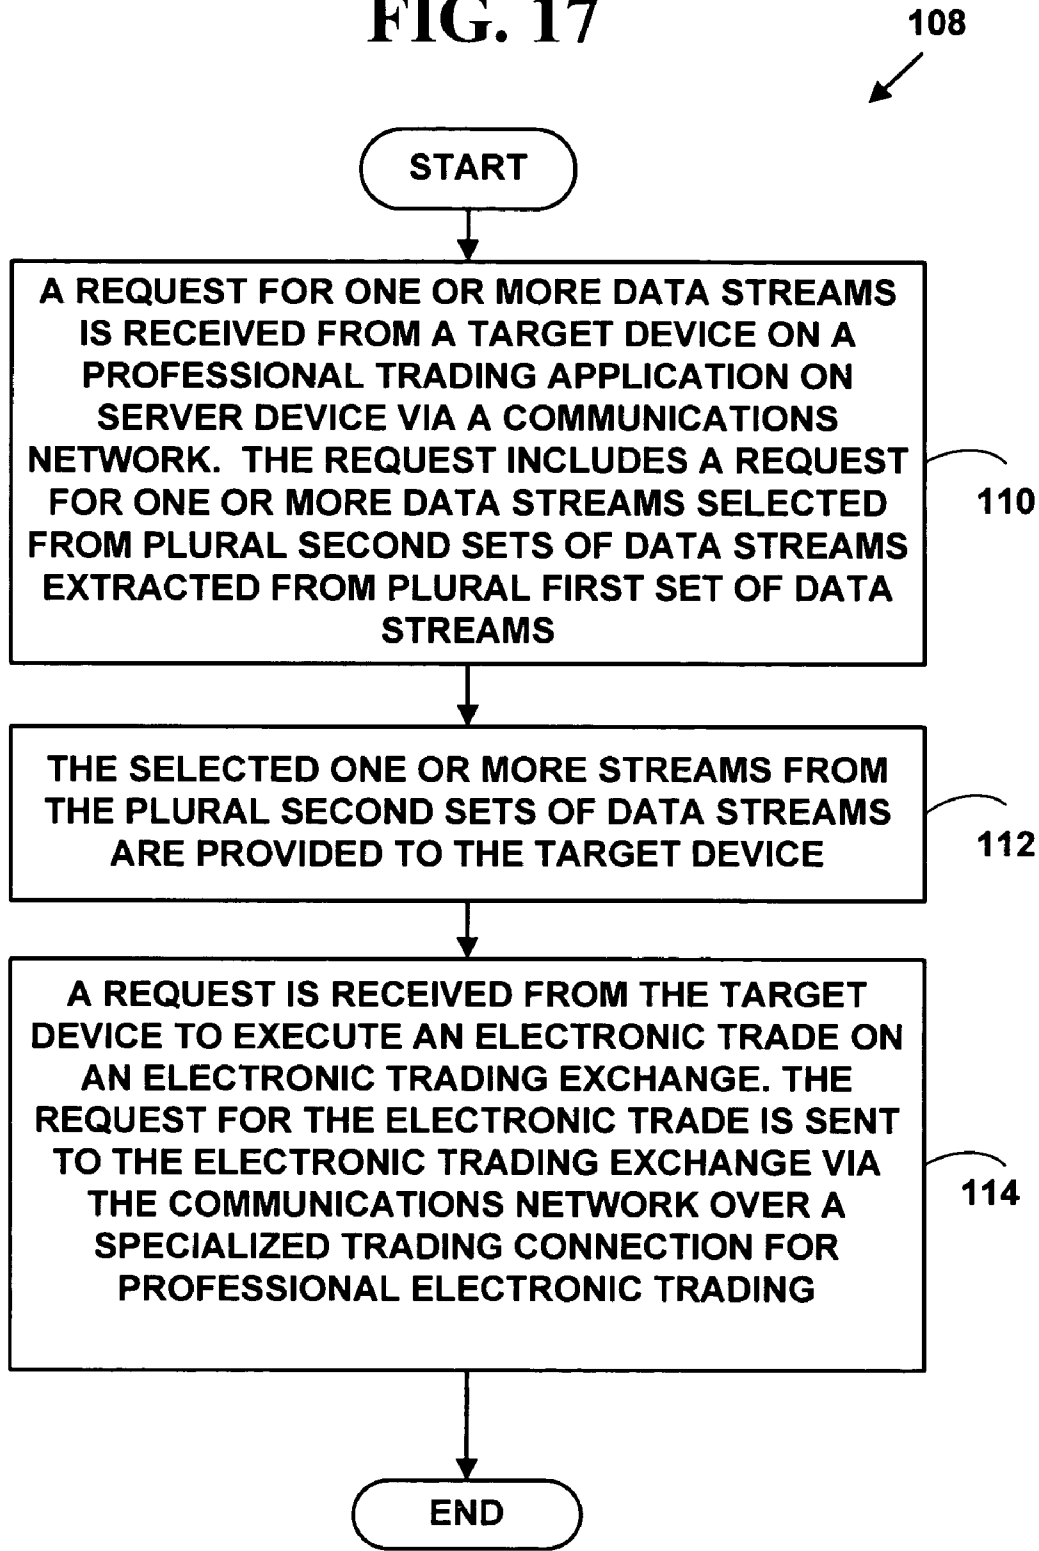 FIG. 17
108
START
A REQUEST FOR ONE OR MORE DATA STREAMS
IS RECEIVED FROM A TARGET DEVICE ON A
PROFESSIONAL TRADING APPLICATION ON
SERVER DEVICE VIA A COMMUNICATIONS
NETWORK.  THE REQUEST INCLUDES A REQUEST
FOR ONE OR MORE DATA STREAMS SELECTED
FROM PLURAL SECOND SETS OF DATA STREAMS
EXTRACTED FROM PLURAL FIRST SET OF DATA
STREAMS
110
THE SELECTED ONE OR MORE STREAMS FROM
THE PLURAL SECOND SETS OF DATA STREAMS
ARE PROVIDED TO THE TARGET DEVICE
112
A REQUEST IS RECEIVED FROM THE TARGET
DEVICE TO EXECUTE AN ELECTRONIC TRADE ON
AN ELECTRONIC TRADING EXCHANGE. THE
REQUEST FOR THE ELECTRONIC TRADE IS SENT
TO THE ELECTRONIC TRADING EXCHANGE VIA
THE COMMUNICATIONS NETWORK OVER A
SPECIALIZED TRADING CONNECTION FOR
PROFESSIONAL ELECTRONIC TRADING
114
END